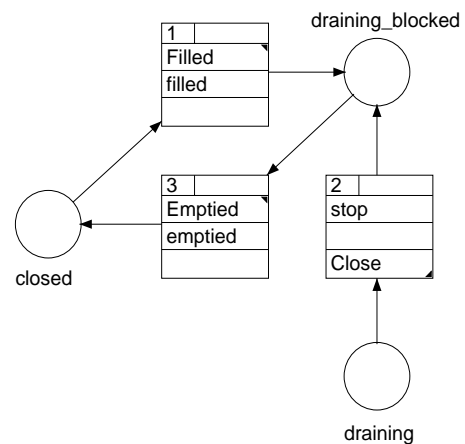 draining_blocked
1
Filled
filled
3
Emptied
emptied
2
stop
Close
closed
draining